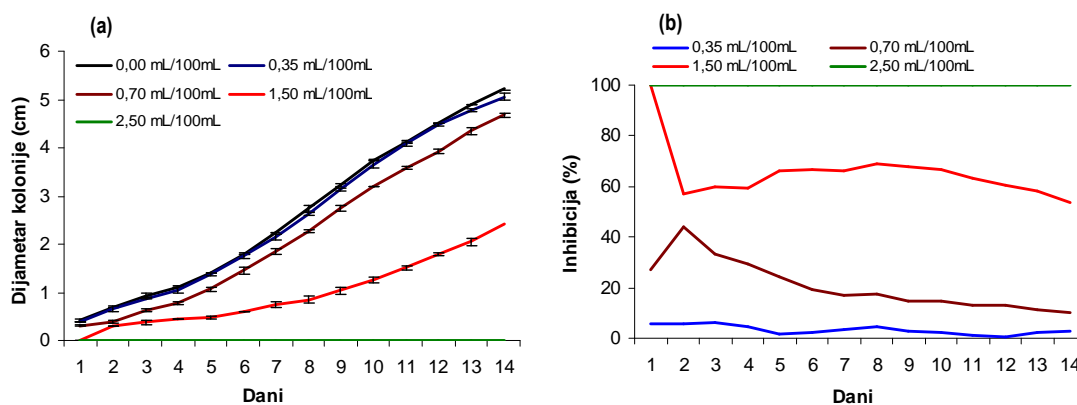 (a)
0,00 mL/100mL 0,35 mL/100mL
0,70 mL/100mL 1,50 mL/100mL
2,50 mL/100mL
Dijametar kolonije (cm)
6
5
4
3
2
1
0
1 2 3 4 5 6 7 8 9 10 11 12 13 14
Dani
(b)
0,35 mL/100mL 0,70 mL/100mL
1,50 mL/100mL 2,50 mL/100mL
Inhibicija (%)
100
80
60
40
20
0
1 2 3 4 5 6 7 8 9 10 11 12 13 14
Dani